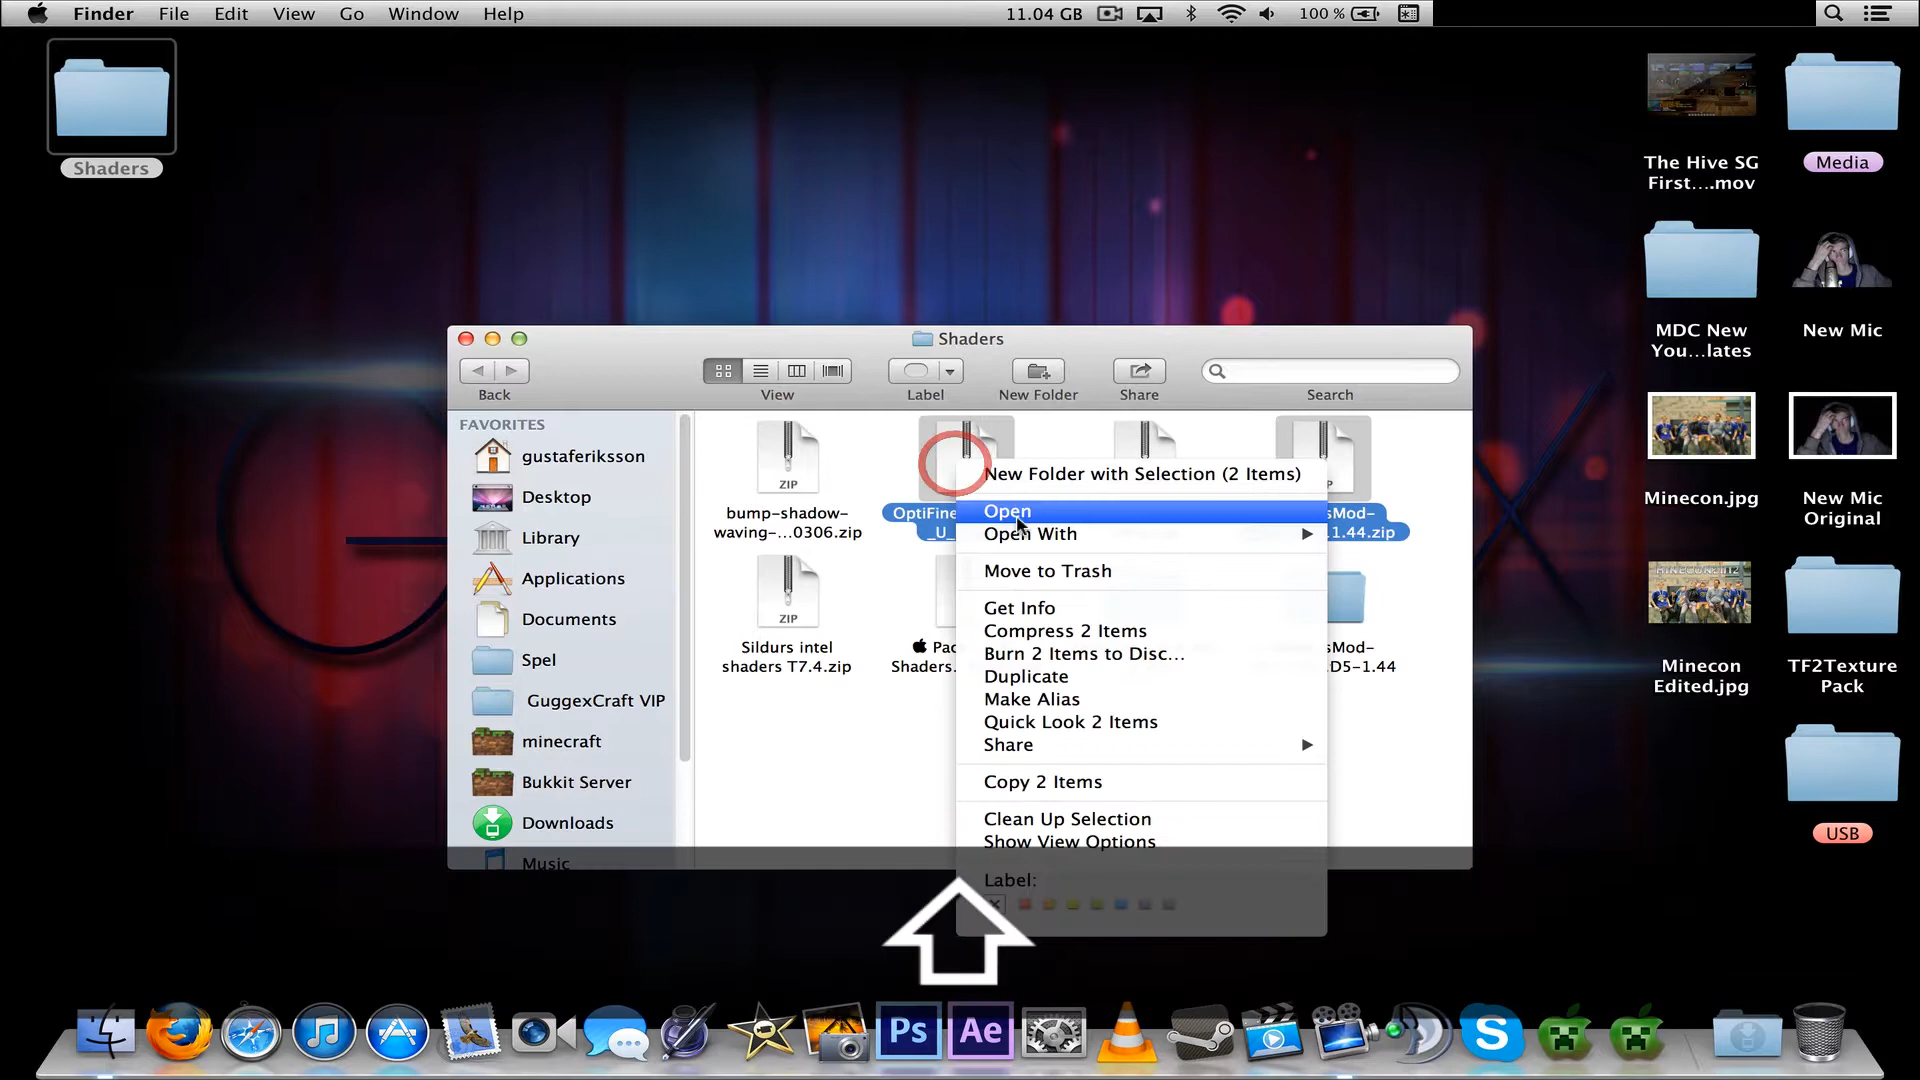 Finder File Edit View Go Window Help
11.04 GB 100 %
Shaders
The Hive SG
First....mov
Media
MDC New
You...lates
New Mic
Minecon.jpg
New Mic
Original
Minecon
Edited.jpg
TF2Texture
Pack
USB
Shaders
Back
View
Label
New Folder
Share
Search
FAVORITES
gustaferiksson
Desktop
Library
Applications
Documents
Spel
GuggexCraft VIP
minecraft
Bukkit Server
Downloads
Music
ZIP
bump-shadow-
waving-...0306.zip
OptiFine
_U_
sMod-
1.44.zip
ZIP
Sildurs intel
shaders T7.4.zip
Shaders.
sMod-
D5-1.44
New Folder with Selection (2 Items)
Open
Open With
Move to Trash
Get Info
Compress 2 Items
Burn 2 Items to Disc...
Duplicate
Make Alias
Quick Look 2 Items
Share
Copy 2 Items
Clean Up Selection
Show View Options
Label:
Ps
Ae